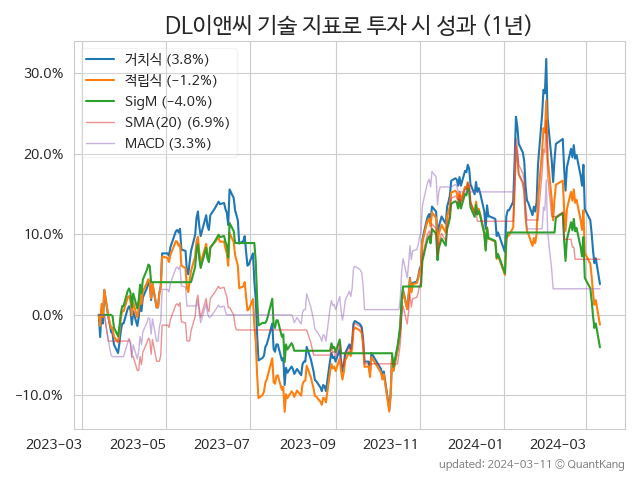 DL이앤씨 기술 지표로 투자 시 성과 (1년)
거치식 (3.8%)
적립식 (−1.2%)
SigM (−4.0%)
SMA(20) (6.9%)
MACD (3.3%)
30.0%
20.0%
10.0%
0.0%
−10.0%
2023-03 2023-05 2023-07 2023-09 2023-11 2024-01 2024-03
updated: 2024-03-11 © QuantKang